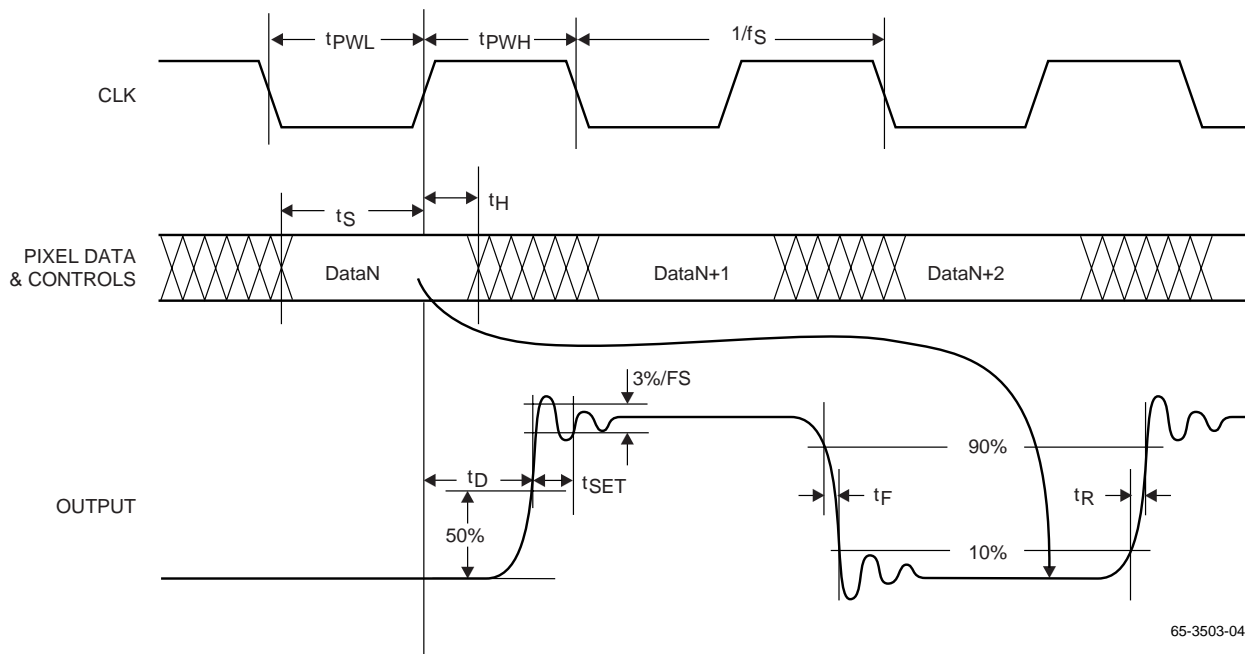 tPWL
tPWH
1/fS
CLK
tS
tH
PIXEL DATA
& CONTROLS
DataN
DataN+1
DataN+2
3%/FS
90%
tD
tSET
tF
tR
OUTPUT
50%
10%
65-3503-04